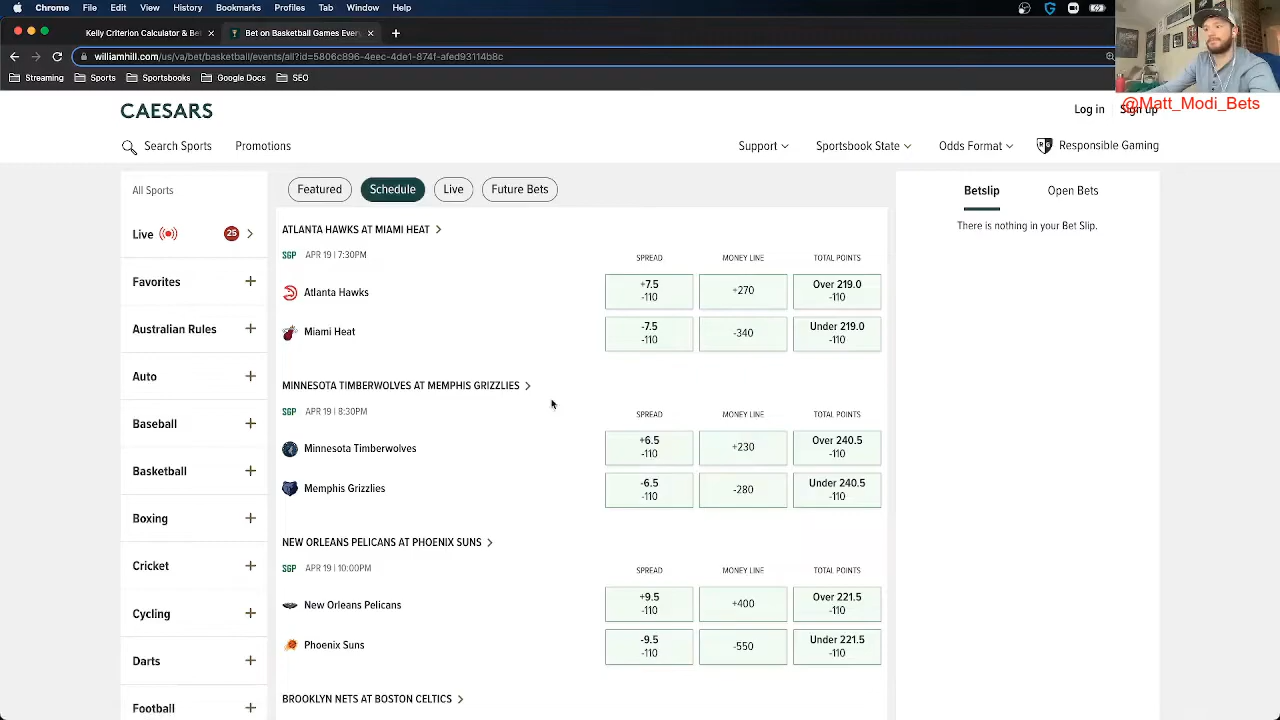 Chrome File Edit View History Bookmarks Profiles Tab Window Help
Kelly Criterion Calculator & Bet × Bet on Basketball Games Every × +
williamhill.com/us/va/bet/basketball/events/all?id=5806c896-4eec-4de1-874f-afed93114b8c
Streaming Sports Sportsbooks Google Docs SEO
@Matt_Modi_Bets
CAESARS
Log in Sign up
Search Sports Promotions Support Sportsbook State Odds Format Responsible Gaming
All Sports Featured Schedule Live Future Bets Betslip Open Bets
There is nothing in your Bet Slip.
Live 25
Favorites +
Australian Rules +
Auto +
Baseball +
Basketball +
Boxing +
Cricket +
Cycling +
Darts +
Football +
ATLANTA HAWKS AT MIAMI HEAT
SGP APR 19 | 7:30PM SPREAD MONEY LINE TOTAL POINTS
Atlanta Hawks +7.5 -110 +270 Over 219.0 -110
Miami Heat -7.5 -110 -340 Under 219.0 -110
MINNESOTA TIMBERWOLVES AT MEMPHIS GRIZZLIES
SGP APR 19 | 8:30PM SPREAD MONEY LINE TOTAL POINTS
Minnesota Timberwolves +6.5 -110 +230 Over 240.5 -110
Memphis Grizzlies -6.5 -110 -280 Under 240.5 -110
NEW ORLEANS PELICANS AT PHOENIX SUNS
SGP APR 19 | 10:00PM SPREAD MONEY LINE TOTAL POINTS
New Orleans Pelicans +9.5 -110 +400 Over 221.5 -110
Phoenix Suns -9.5 -110 -550 Under 221.5 -110
BROOKLYN NETS AT BOSTON CELTICS